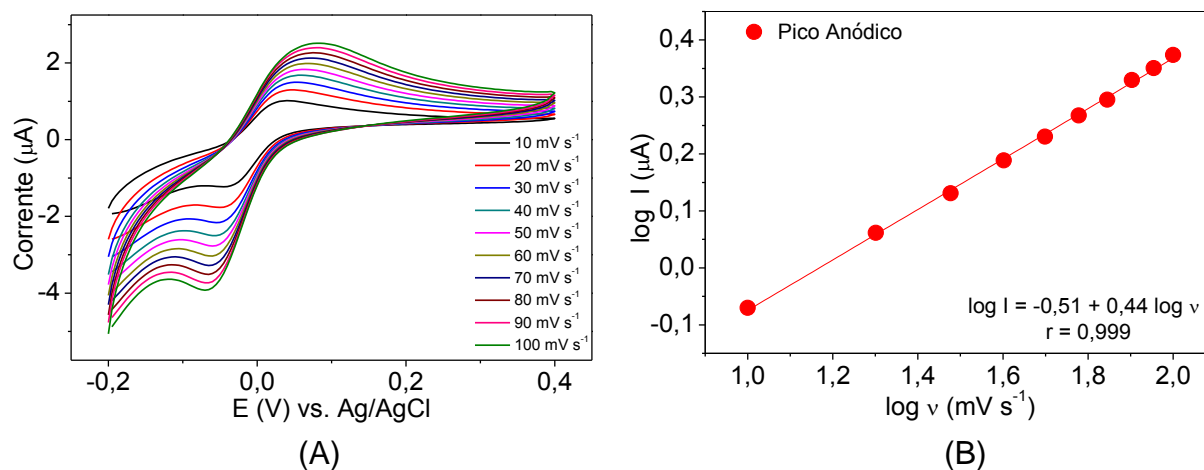 2
0
-2
-4
-0,2
0,0
0,2
0,4
Corrente (μA)
E (V) vs. Ag/AgCl
10 mV s⁻¹
20 mV s⁻¹
30 mV s⁻¹
40 mV s⁻¹
50 mV s⁻¹
60 mV s⁻¹
70 mV s⁻¹
80 mV s⁻¹
90 mV s⁻¹
100 mV s⁻¹
(A)
Pico Anódico
0,4
0,3
0,2
0,1
0,0
-0,1
log I (μA)
log I = -0,51 + 0,44 log ν
r = 0,999
1,0
1,2
1,4
1,6
1,8
2,0
log ν (mV s⁻¹)
(B)